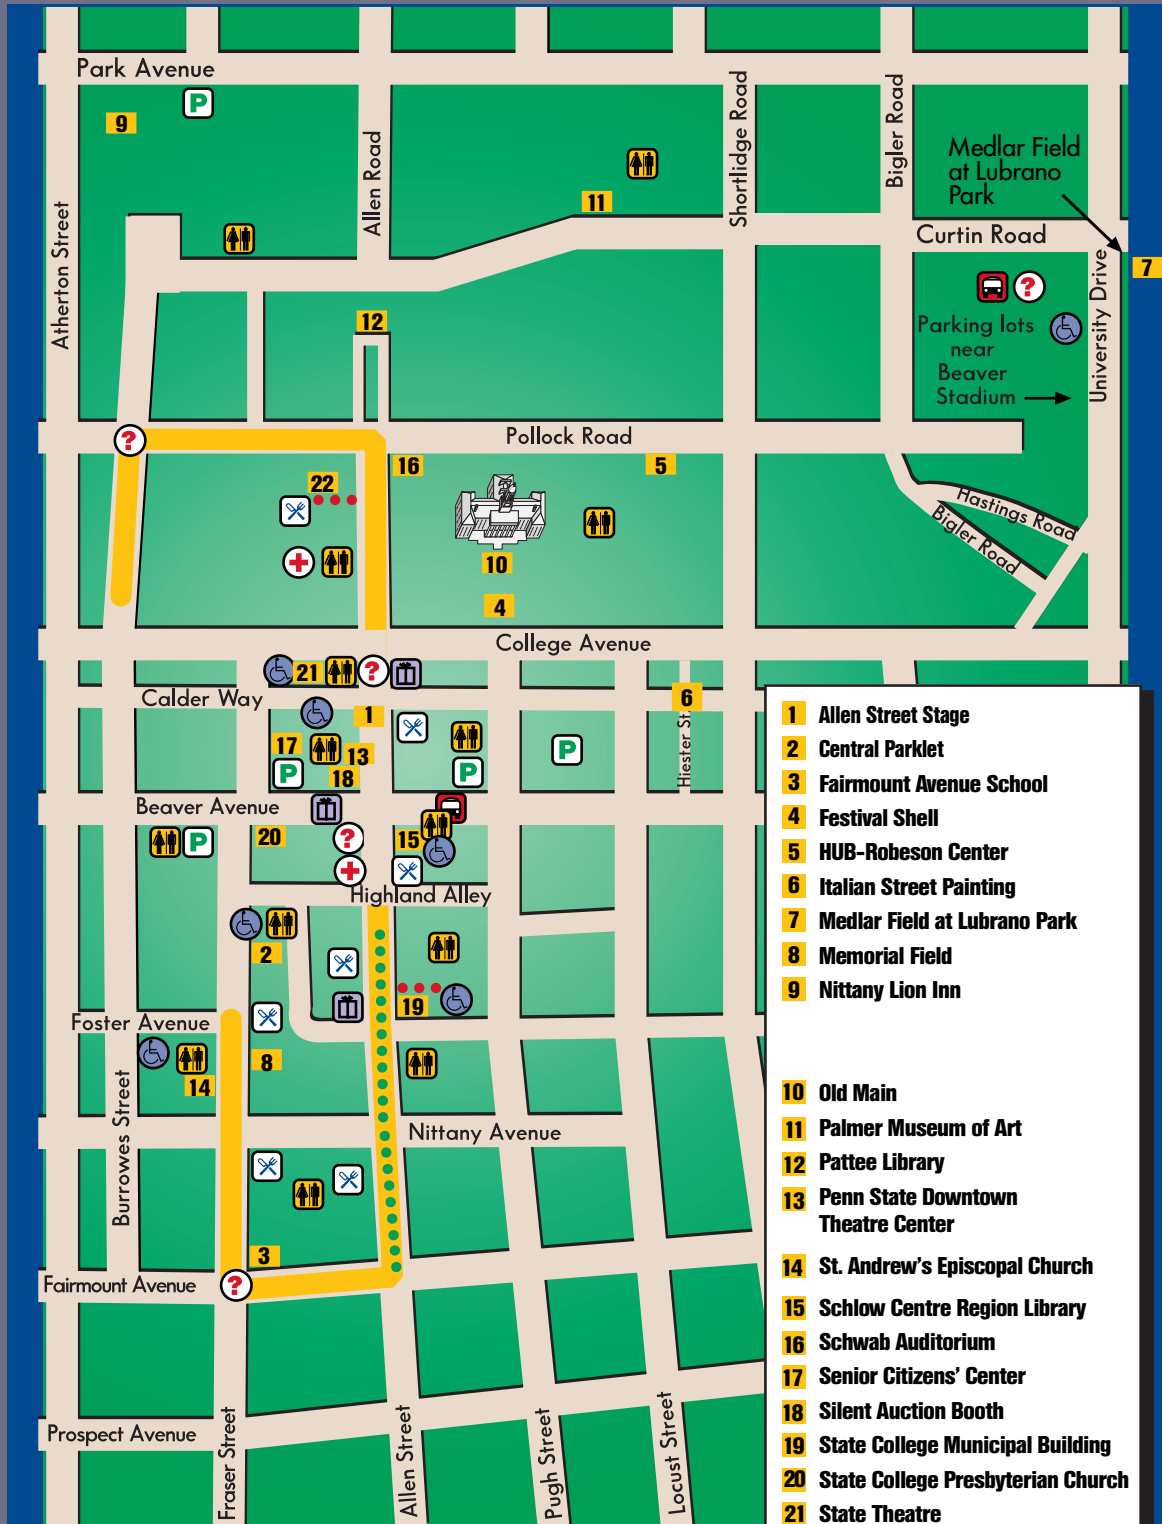 Park Avenue
P
9
Atherton Street
Allen Road
Shortlidge Road
Bigler Road
Medlar Field
at Lubrano
Park
11
Curtin Road
7
?
University Drive
Parking lots
near
Beaver
Stadium
12
?
Pollock Road
16
5
22
Hastings Road
Bigler Road
10
4
College Avenue
21
?
Calder Way
6
1
Hiester St.
17
13
P
18
P
P
Beaver Avenue
20
?
15
P
Highland Alley
2
19
Foster Avenue
8
14
Burrowes Street
Nittany Avenue
3
Fairmount Avenue
?
Prospect Avenue
Fraser Street
Allen Street
Pugh Street
Locust Street
1 Allen Street Stage
2 Central Parklet
3 Fairmount Avenue School
4 Festival Shell
5 HUB-Robeson Center
6 Italian Street Painting
7 Medlar Field at Lubrano Park
8 Memorial Field
9 Nittany Lion Inn
10 Old Main
11 Palmer Museum of Art
12 Pattee Library
13 Penn State Downtown
Theatre Center
14 St. Andrew's Episcopal Church
15 Schlow Centre Region Library
16 Schwab Auditorium
17 Senior Citizens' Center
18 Silent Auction Booth
19 State College Municipal Building
20 State College Presbyterian Church
21 State Theatre